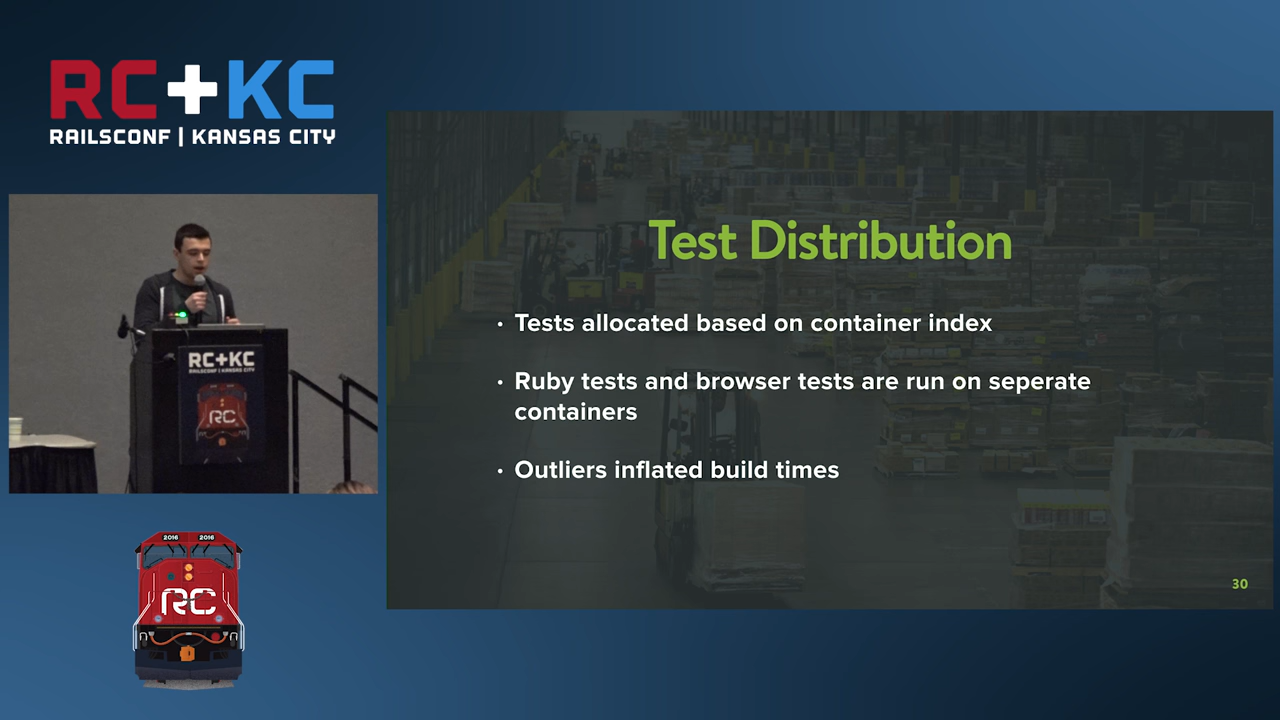 RC+KC
RAILSCONF | KANSAS CITY
RC+KC
RAILSCONF | KANSAS CITY
RC
2016 2016
RC
Test Distribution
• Tests allocated based on container index
• Ruby tests and browser tests are run on seperate
containers
• Outliers inflated build times
30